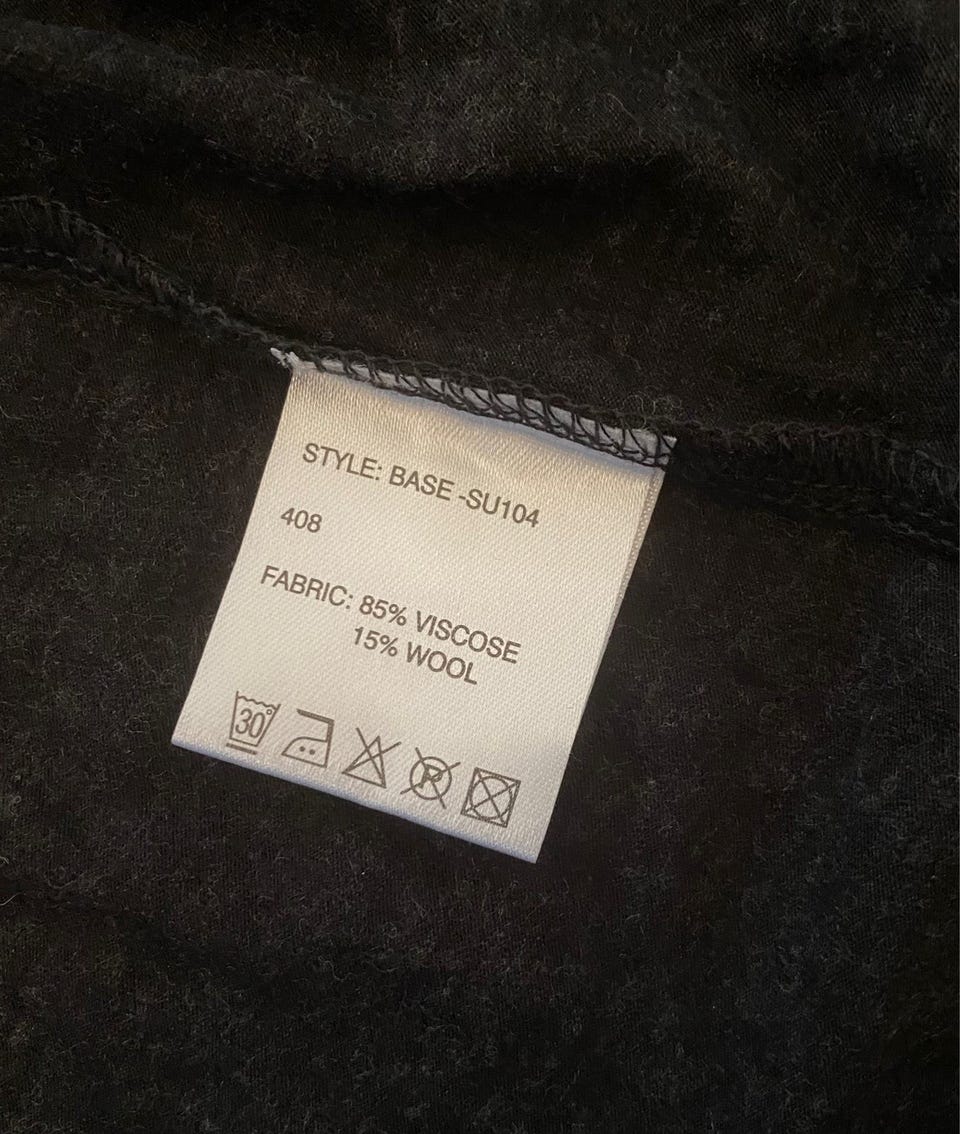 STYLE: BASE -SU104
408
FABRIC: 85% VISCOSE
15% WOOL
30°
R